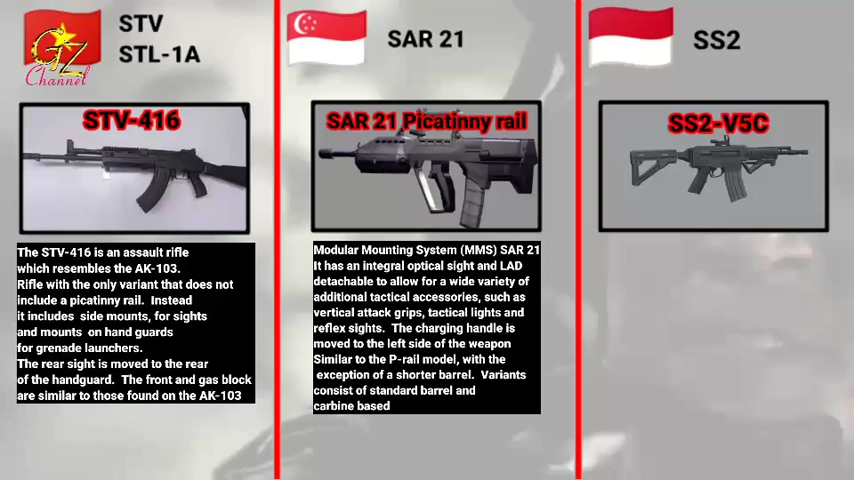 GZ
Channel
STV
STL-1A
STV-416
The STV-416 is an assault rifle
which resembles the AK-103.
Rifle with the only variant that does not
include a picatinny rail. Instead
it includes side mounts, for sights
and mounts on hand guards
for grenade launchers.
The rear sight is moved to the rear
of the handguard. The front and gas block
are similar to those found on the AK-103
SAR 21
SAR 21 Picatinny rail
Modular Mounting System (MMS) SAR 21
It has an integral optical sight and LAD
detachable to allow for a wide variety of
additional tactical accessories, such as
vertical attack grips, tactical lights and
reflex sights. The charging handle is
moved to the left side of the weapon
Similar to the P-rail model, with the
exception of a shorter barrel. Variants
consist of standard barrel and
carbine based
SS2
SS2-V5C